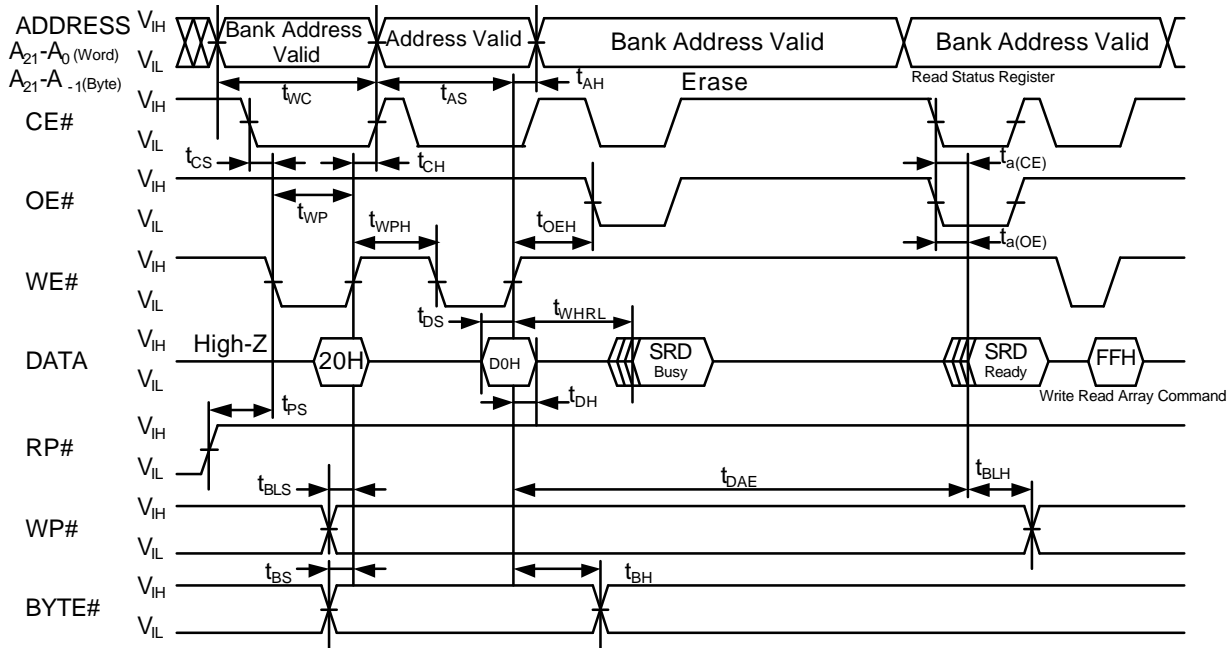 ADDRESS VIH Bank Address Valid Address Valid Bank Address Valid Bank Address Valid
A21-A0 (Word) VIL
A21-A -1(Byte) tWC tAS tAH Erase Read Status Register
CE# VIH
VIL
tCS tCH ta(CE)
OE# VIH
VIL
tWP tWPH tOEH ta(OE)
WE# VIH
VIL
tDS tWHRL
DATA VIH High-Z 20H D0H SRD Busy SRD Ready FFH
VIL
tPS tDH Write Read Array Command
RP# VIH
VIL
tBLS tDAE tBLH
WP# VIH
VIL
tBS tBH
BYTE# VIH
VIL